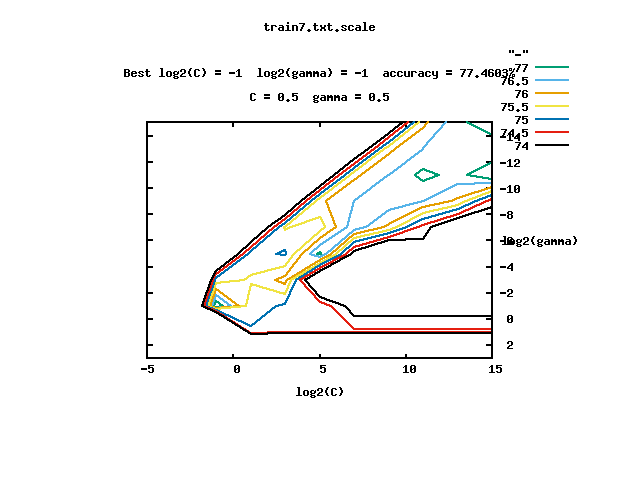 train7.txt.scale
"-"
Best log2(C) = -1  log2(gamma) = -1  accuracy = 77.4603%
77
76.5
76
75.5
75
74.5
74
C = 0.5  gamma = 0.5
-14
-12
-10
-8
-6
-4
-2
0
2
log2(gamma)
-5 0 5 10 15
log2(C)